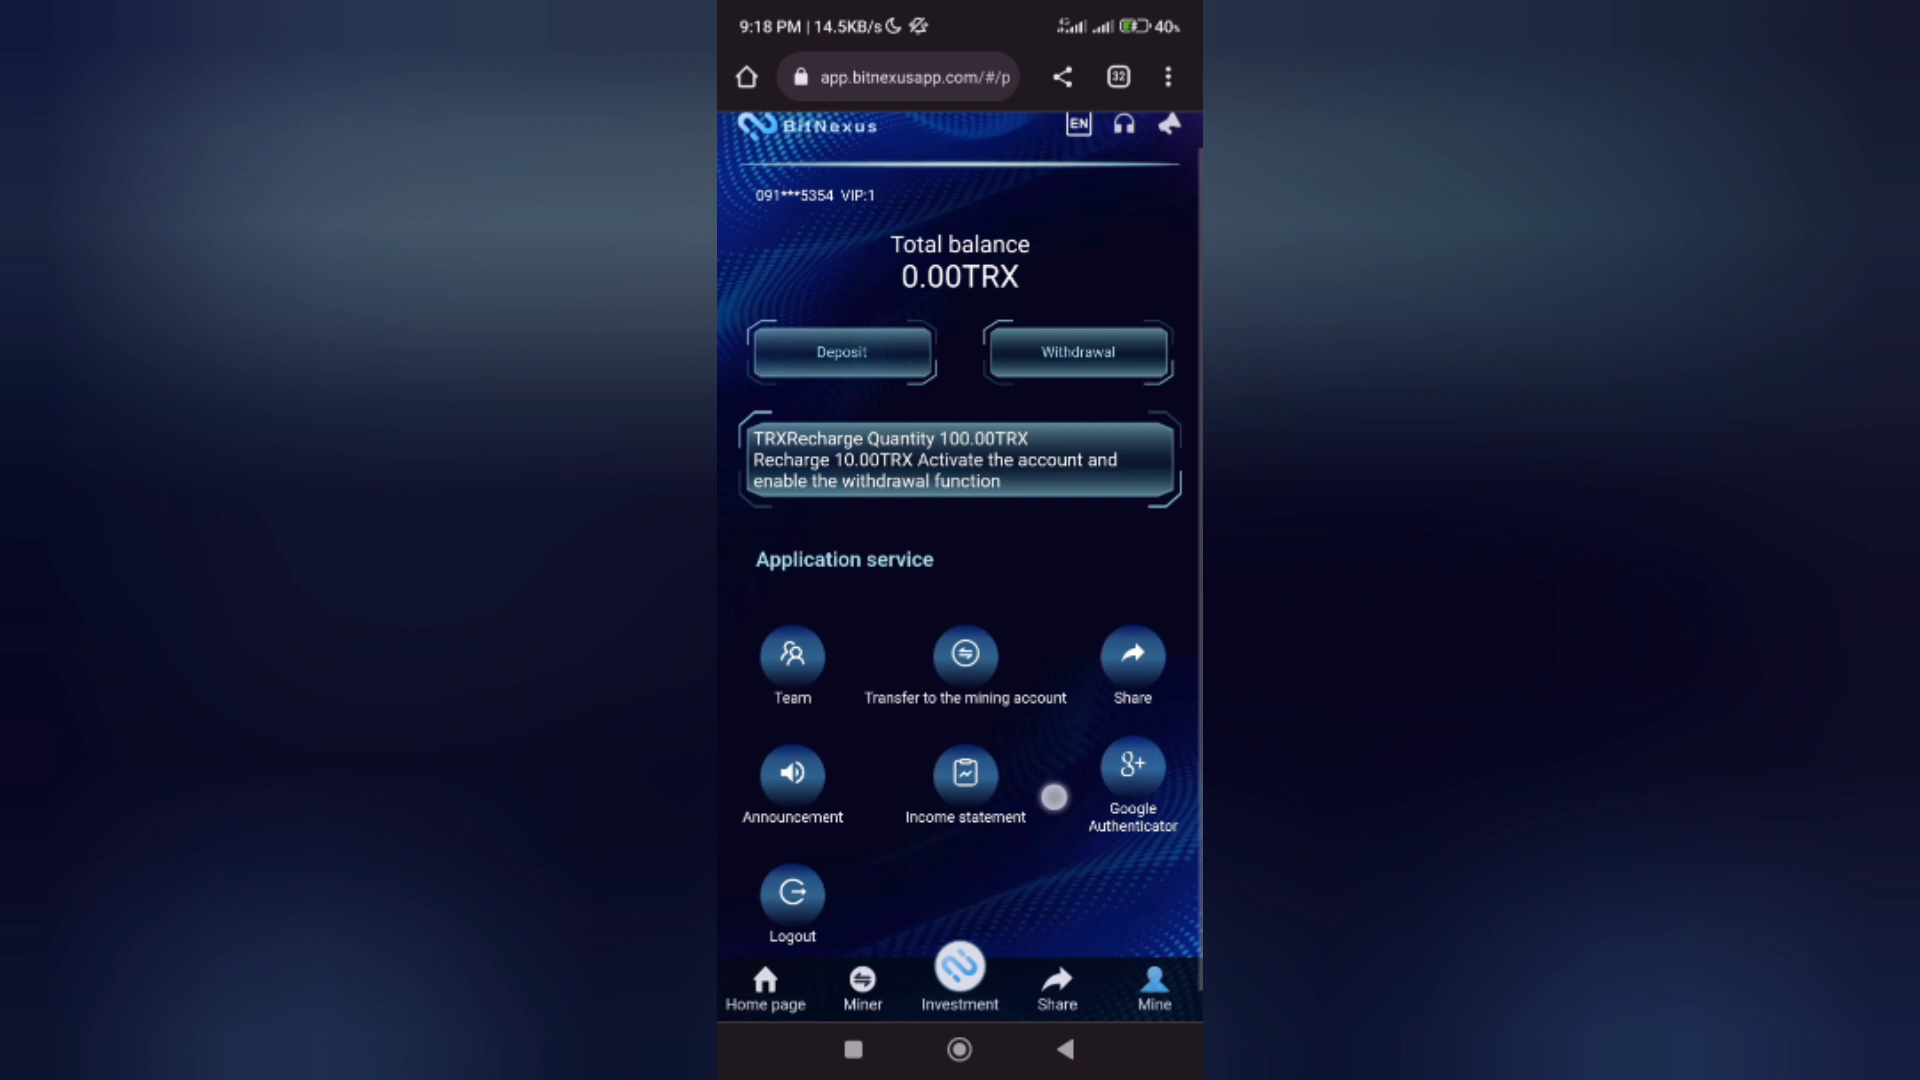 9:18 PM | 14.5KB/s
40%
app.bitnexusapp.com/#/p
32
BitNexus
EN
091***5354 VIP:1
Total balance
0.00TRX
Deposit
Withdrawal
TRXRecharge Quantity 100.00TRX
Recharge 10.00TRX Activate the account and
enable the withdrawal function
Application service
Team
Transfer to the mining account
Share
Announcement
Income statement
Google
Authenticator
Logout
Home page
Miner
Investment
Share
Mine